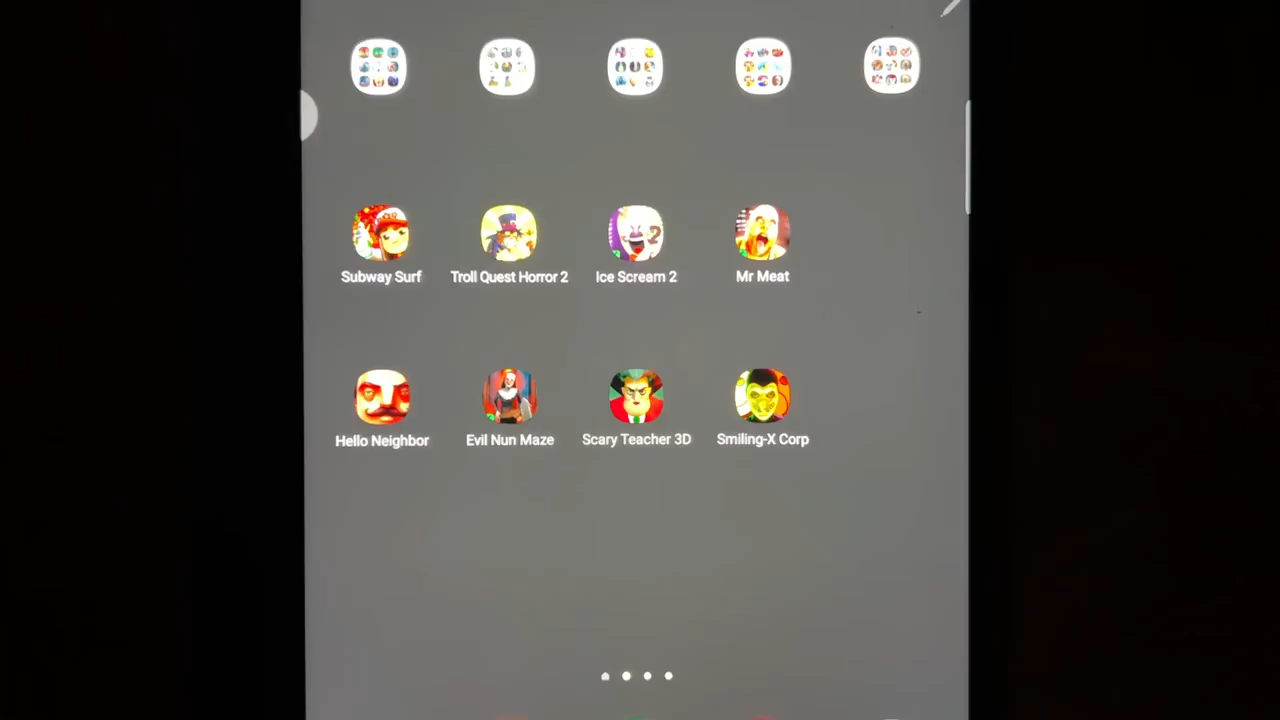 Subway Surf
Troll Quest Horror 2
Ice Scream 2
Mr Meat
Hello Neighbor
Evil Nun Maze
Scary Teacher 3D
Smiling-X Corp